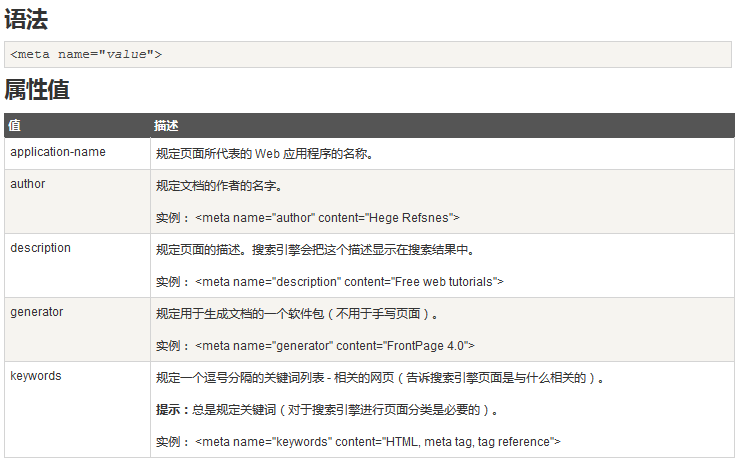 语法
<meta name="value">
属性值
值 描述
application-name 规定页面所代表的 Web 应用程序的名称。
author 规定文档的作者的名字。
实例： <meta name="author" content="Hege Refsnes">
description 规定页面的描述。搜索引擎会把这个描述显示在搜索结果中。
实例： <meta name="description" content="Free web tutorials">
generator 规定用于生成文档的一个软件包（不用于手写页面）。
实例： <meta name="generator" content="FrontPage 4.0">
keywords 规定一个逗号分隔的关键词列表 - 相关的网页（告诉搜索引擎页面是与什么相关的）。
提示：总是规定关键词（对于搜索引擎进行页面分类是必要的）。
实例： <meta name="keywords" content="HTML, meta tag, tag reference">